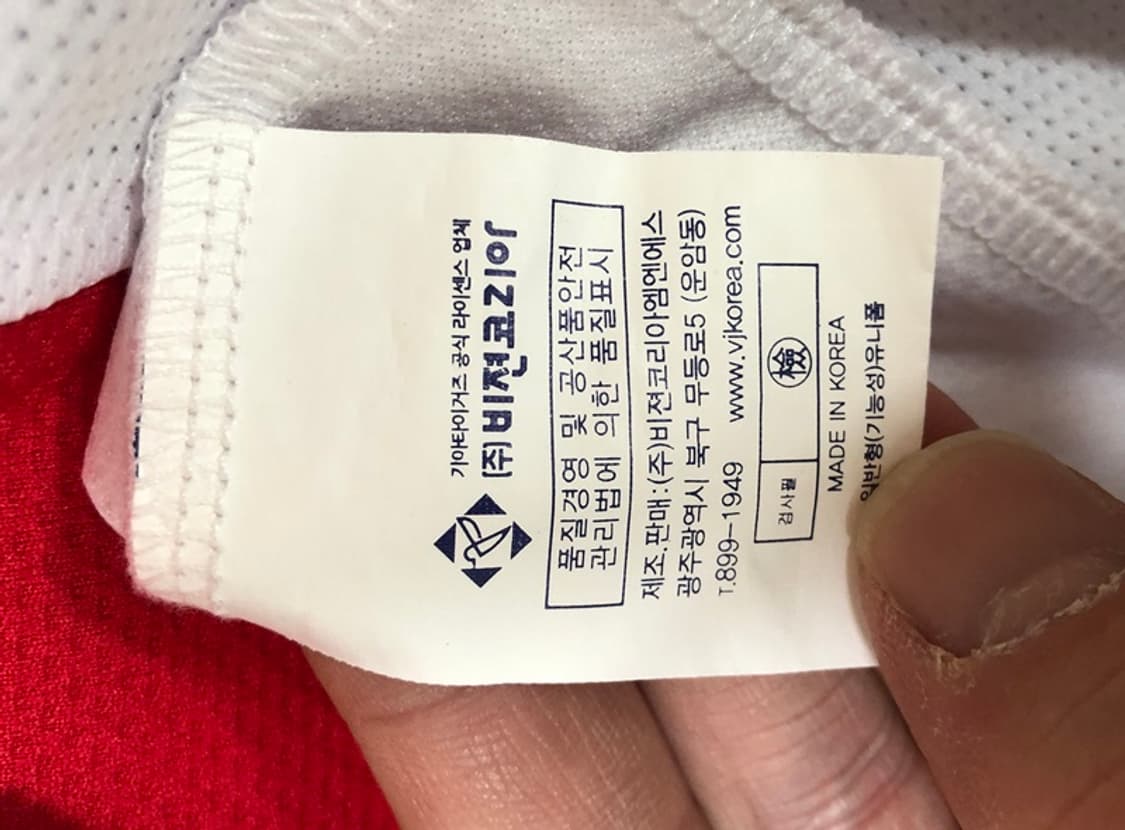 기아타이거즈 공식 라이센스 업체
(주)비젼코리아
품질경영 및 공산품안전
관리법에 의한 품질표시
제조.판매:(주)비젼코리아엠엔에스
광주광역시 북구 무등로5 (운암동)
T.899-1949 www.vjkorea.com
검사필 檢
MADE IN KOREA
일반형(기능성)유니폼